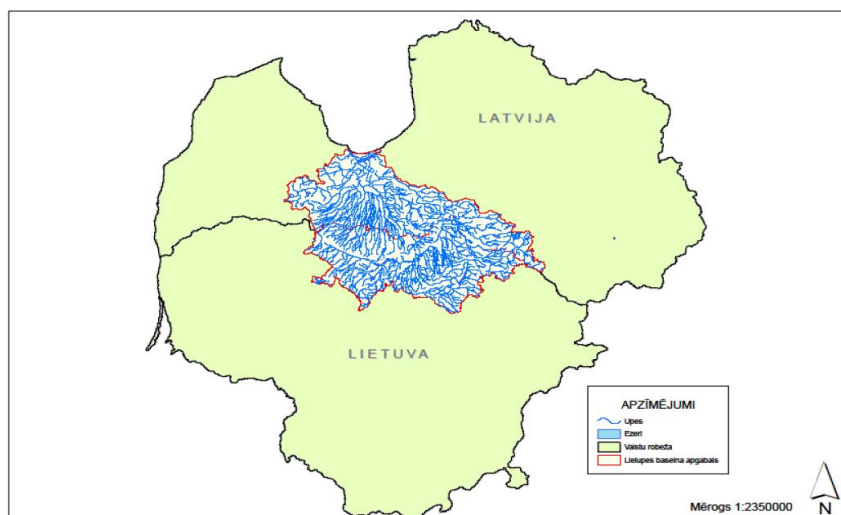 LATVIJA
LIETUVA
APZĪMĒJUMI
Upes
Ezeri
Valstu robeža
Lielupes baseina apgabals
Mērogs 1:2350000
N